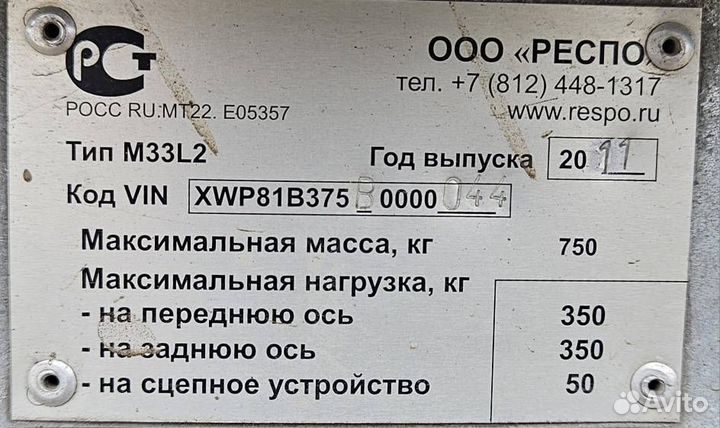 РСТ
ООО «РЕСПО»
тел. +7 (812) 448-1317
РОСС RU.МТ22. Е05357
www.respo.ru
Тип М33L2
Год выпуска 2011
Код VIN XWP81B375B0000044
Максимальная масса, кг 750
Максимальная нагрузка, кг
- на переднюю ось 350
- на заднюю ось 350
- на сцепное устройство 50
Avito